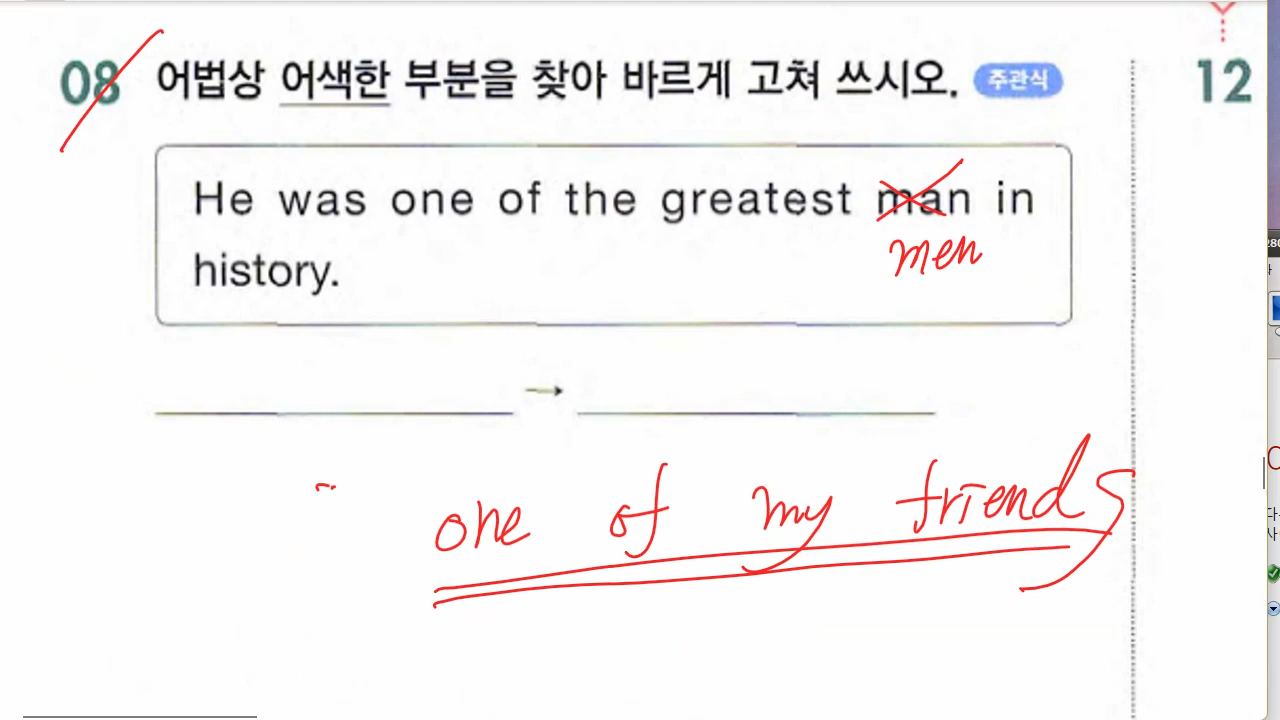 08 어법상 어색한 부분을 찾아 바르게 고쳐 쓰시오. 주관식
12
He was one of the greatest man in
men
history.
→
one of my friends